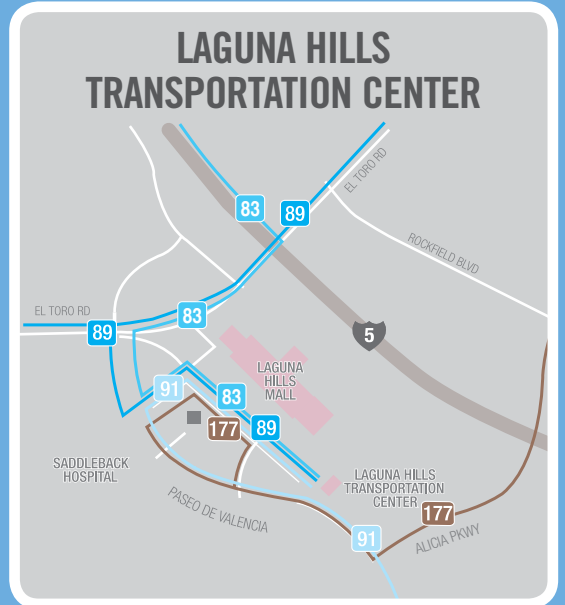 LAGUNA HILLS
TRANSPORTATION CENTER
EL TORO RD
83
89
ROCKFIELD BLVD
EL TORO RD
83
89
5
LAGUNA
HILLS
MALL
91
83
177
89
SADDLEBACK
HOSPITAL
LAGUNA HILLS
TRANSPORTATION
CENTER
PASEO DE VALENCIA
177
91
ALICIA PKWY